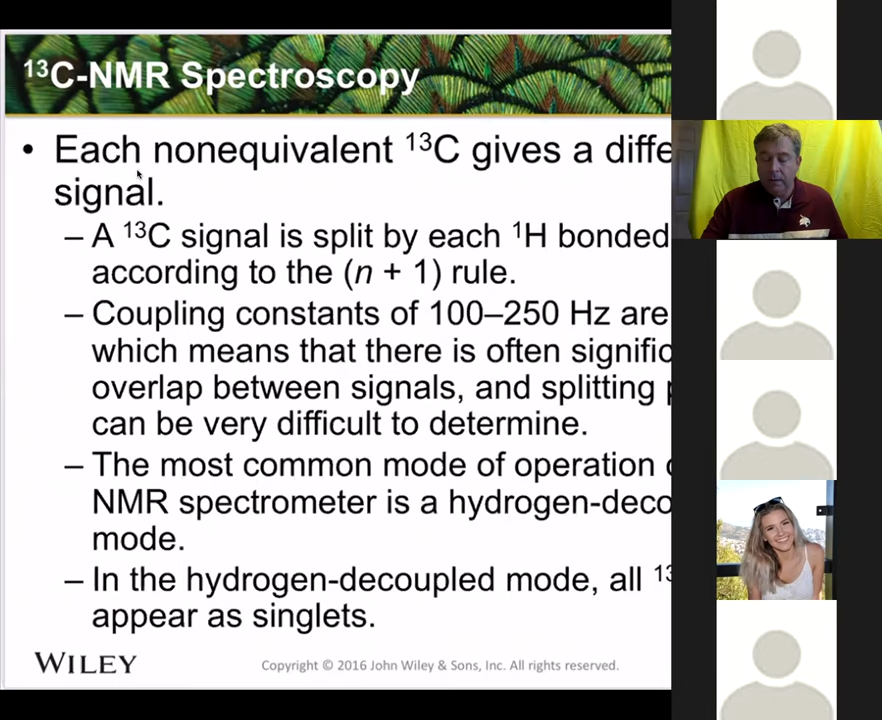 ¹³C-NMR Spectroscopy
• Each nonequivalent ¹³C gives a diffe
signal.
– A ¹³C signal is split by each ¹H bonded
according to the (n + 1) rule.
– Coupling constants of 100–250 Hz are
which means that there is often signific
overlap between signals, and splitting
can be very difficult to determine.
– The most common mode of operation
NMR spectrometer is a hydrogen-deco
mode.
– In the hydrogen-decoupled mode, all ¹³
appear as singlets.
WILEY
Copyright © 2016 John Wiley & Sons, Inc. All rights reserved.